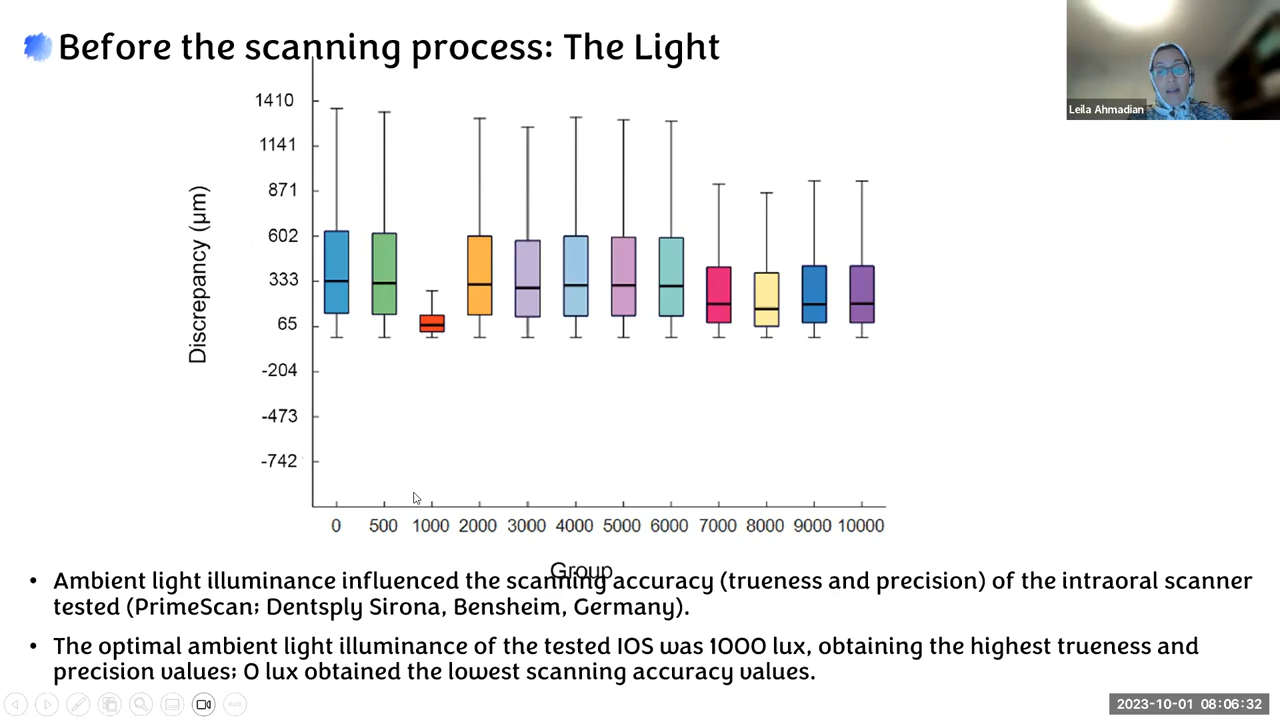 Before the scanning process: The Light
Leila Ahmadian
1410
1141
871
602
333
65
-204
-473
-742
Discrepancy (µm)
0 500 1000 2000 3000 4000 5000 6000 7000 8000 9000 10000
Group
• Ambient light illuminance influenced the scanning accuracy (trueness and precision) of the intraoral scanner
tested (PrimeScan; Dentsply Sirona, Bensheim, Germany).
• The optimal ambient light illuminance of the tested IOS was 1000 lux, obtaining the highest trueness and
precision values; 0 lux obtained the lowest scanning accuracy values.
2023-10-01 08:06:32